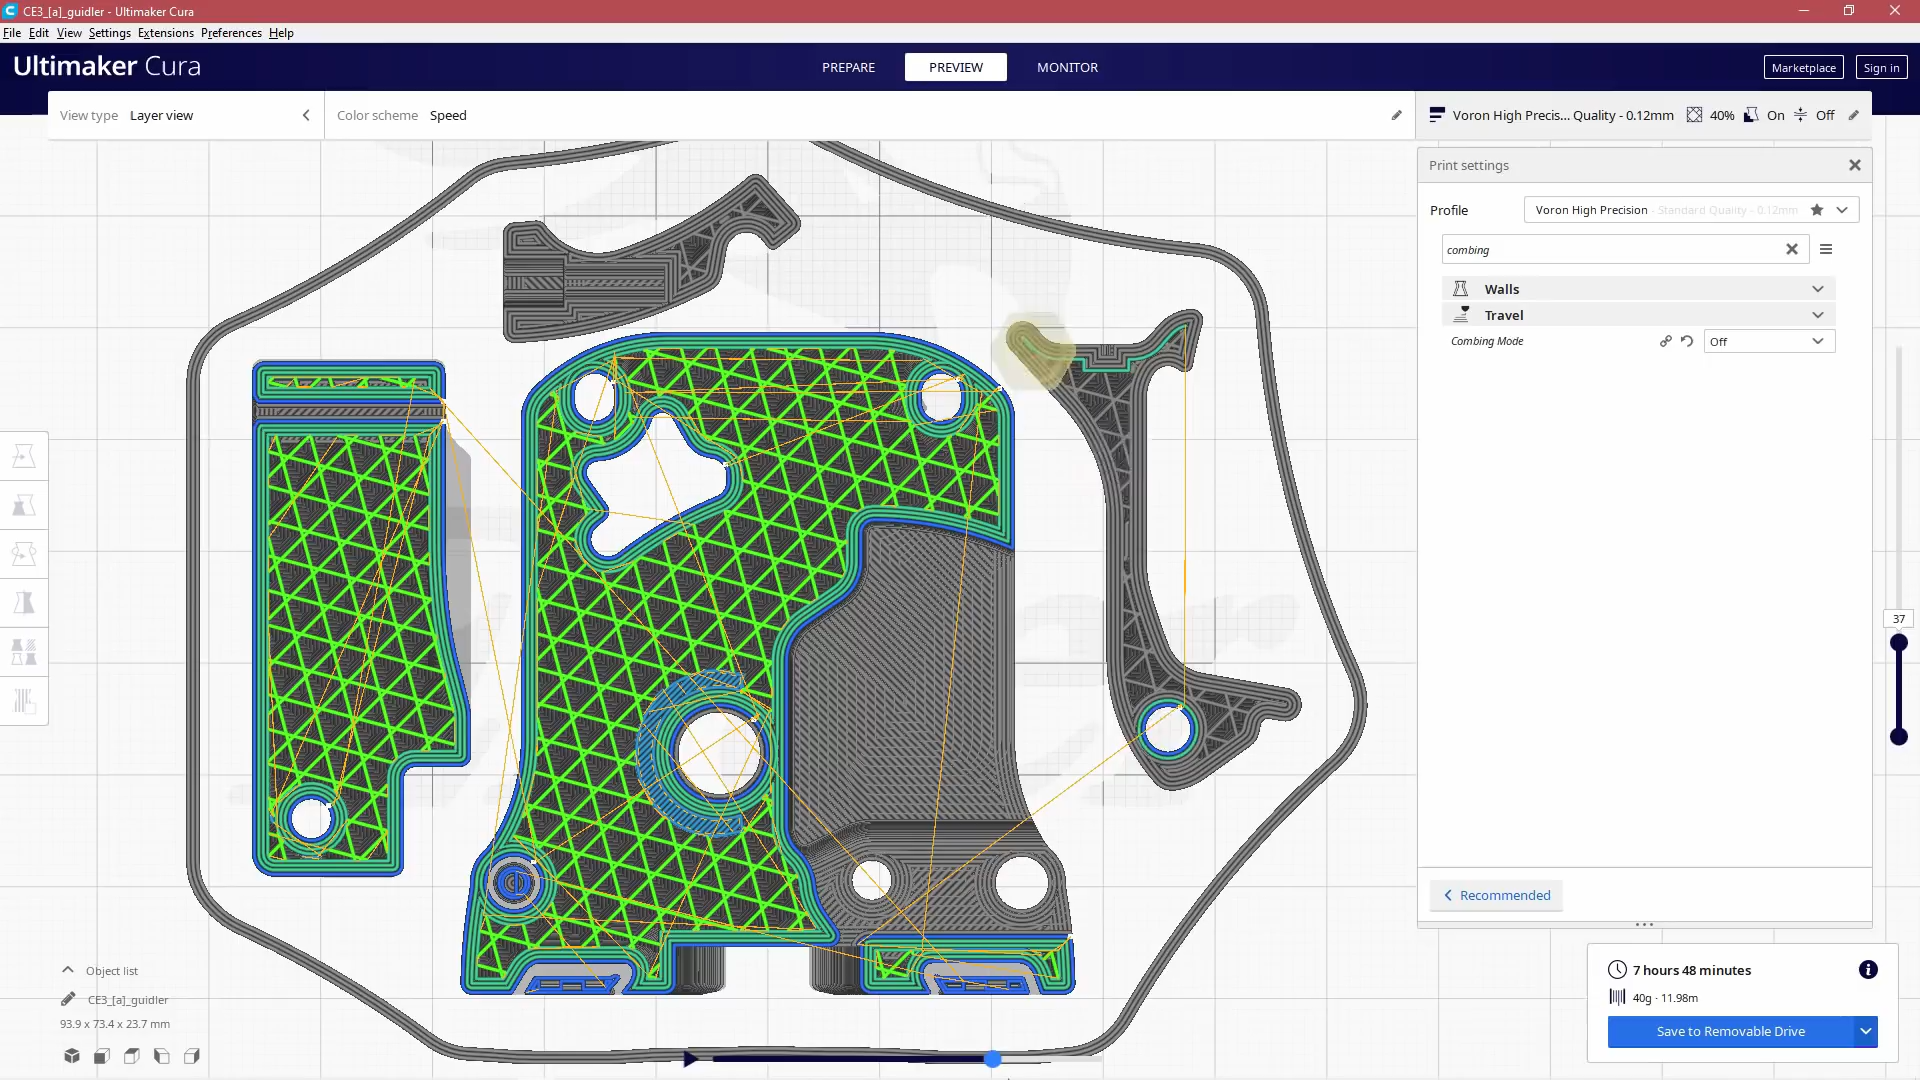 CE3_[a]_guidler - Ultimaker Cura
File Edit View Settings Extensions Preferences Help
Ultimaker Cura
PREPARE PREVIEW MONITOR
Marketplace Sign in
View type Layer view Color scheme Speed
Voron High Precis... Quality - 0.12mm 40% On Off
Print settings
Profile Voron High Precision - Standard Quality - 0.12mm
combing
Walls
Travel
Combing Mode Off
37
Recommended
Object list
CE3_[a]_guidler
93.9 x 73.4 x 23.7 mm
7 hours 48 minutes
40g · 11.98m
Save to Removable Drive